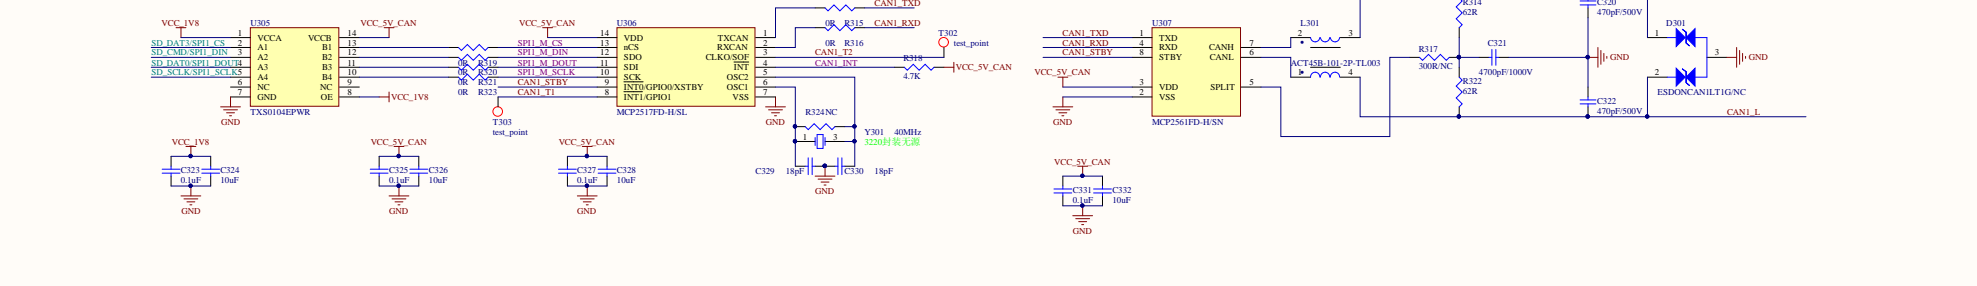 CAN1_TXD
VCC_1V8 U305 VCC_5V_CAN VCC_5V_CAN U306 0R R315 CAN1_RXD
0R R316
T302
test_point
SD_DAT3/SPI1_CS
SD_CMD/SPI1_DIN
SD_DAT0/SPI1_DOUT
SD_SCLK/SPI1_SCLK
1 VCCA VCCB 14
2 A1 B1 13
3 A2 B2 12
4 A3 B3 11
5 A4 B4 10
6 NC NC 9
7 GND OE 8
VCC_1V8
GND
TXS0104EPWR
0R R319
0R R320
0R R321
0R R323
SPI1_M_CS
SPI1_M_DIN
SPI1_M_DOUT
SPI1_M_SCLK
CAN1_STBY
CAN1_T1
T303
test_point
14 VDD TXCAN 1
13 nCS RXCAN 2
12 SDO CLKO/SOF 3
11 SDI INT 4
10 SCK OSC2 5
9 INT0/GPIO0/XSTBY OSC1 6
8 INT1/GPIO1 VSS 7
MCP2517FD-H/SL
GND
CAN1_T2
CAN1_INT
R318
4.7K
VCC_5V_CAN
R324NC
1 3
Y301 40MHz
3220封装无源
C329 18pF C330 18pF
GND
VCC_1V8
C323 C324
0.1uF 10uF
GND
VCC_5V_CAN
C325 C326
0.1uF 10uF
GND
VCC_5V_CAN
C327 C328
0.1uF 10uF
GND
U307
CAN1_TXD 1 TXD
CAN1_RXD 4 RXD CANH 7
CAN1_STBY 8 STBY CANL 6
VCC_5V_CAN
3 VDD SPLIT 5
2 VSS
GND
MCP2561FD-H/SN
VCC_5V_CAN
C331 C332
0.1uF 10uF
GND
L301
2 3
ACT45B-101-2P-TL003
1 4
R314
62R
R317
300R/NC
R322
62R
C321
4700pF/1000V
C320
470pF/500V
GND
C322
470pF/500V
D301
1
3 GND
2
ESDONCAN1LT1G/NC
CAN1_L